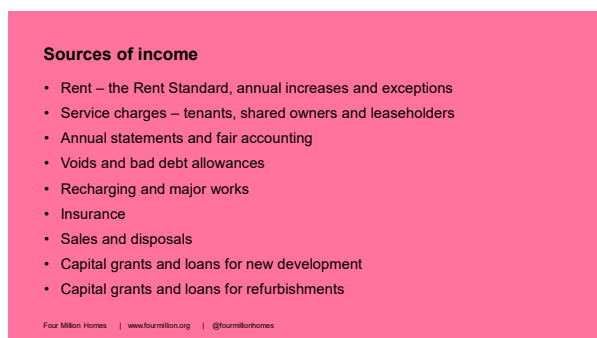 Sources of income
• Rent – the Rent Standard, annual increases and exceptions
• Service charges – tenants, shared owners and leaseholders
• Annual statements and fair accounting
• Voids and bad debt allowances
• Recharging and major works
• Insurance
• Sales and disposals
• Capital grants and loans for new development
• Capital grants and loans for refurbishments
Four Million Homes | www.fourmillion.org | @fourmillionhomes